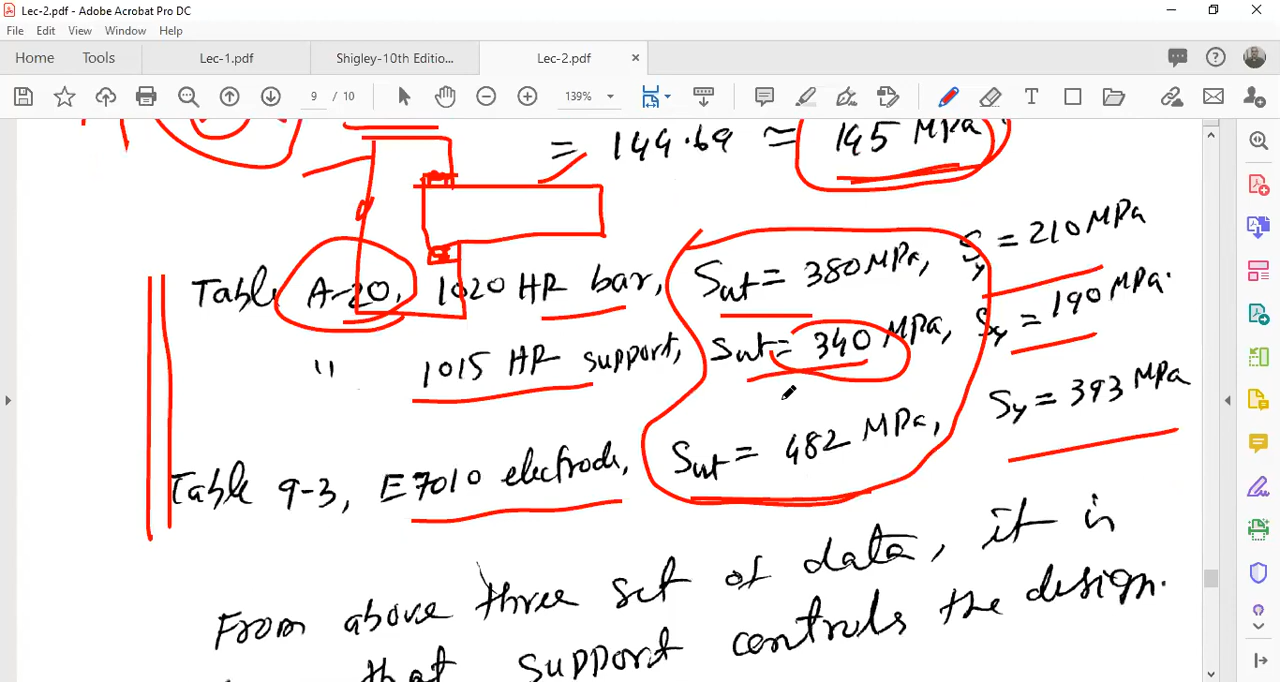 Lec-2.pdf - Adobe Acrobat Pro DC
File Edit View Window Help
Home Tools Lec-1.pdf Shigley-10th Editio... Lec-2.pdf
9 / 10 139%
= 144.69 ≃ 145 MPa
Table A-20, 1020 HR bar, Sut = 380 MPa, Sy = 210 MPa
" 1015 HR support, Sut = 340 MPa, Sy = 190 MPa.
Table 9-3, E7010 electrode, Sut = 482 MPa, Sy = 393 MPa
From above three set of data, it is
that support controls the design.